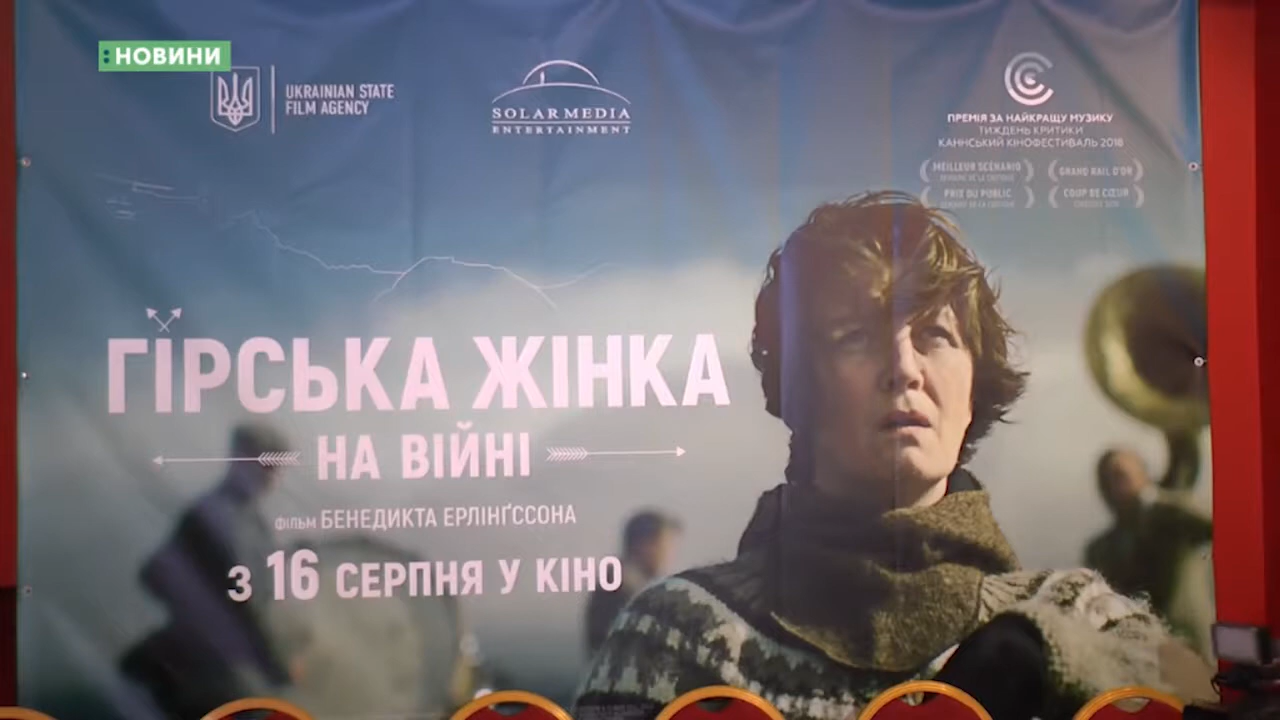 :НОВИНИ
UKRAINIAN STATE
FILM AGENCY
SOLAR MEDIA
ENTERTAINMENT
ПРЕМІЯ ЗА НАЙКРАЩУ МУЗИКУ
ТИЖДЕНЬ КРИТИКИ
КАННСЬКИЙ КІНОФЕСТИВАЛЬ 2018
MEILLEUR SCÉNARIO
GRAND RAIL D'OR
PRIX DU PUBLIC
COUP DE CŒUR
ГІРСЬКА ЖІНКА
НА ВІЙНІ
ФІЛЬМ БЕНЕДИКТА ЕРЛІНҐССОНА
З 16 СЕРПНЯ У КІНО